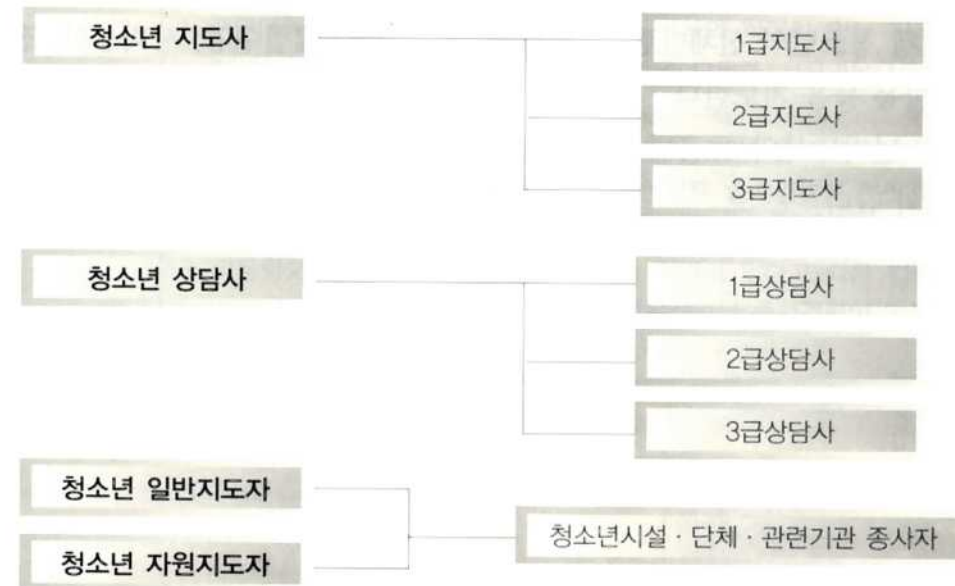 청소년 지도사
1급지도사
2급지도사
3급지도사
청소년 상담사
1급상담사
2급상담사
3급상담사
청소년 일반지도자
청소년 자원지도자
청소년시설 · 단체 · 관련기관 종사자